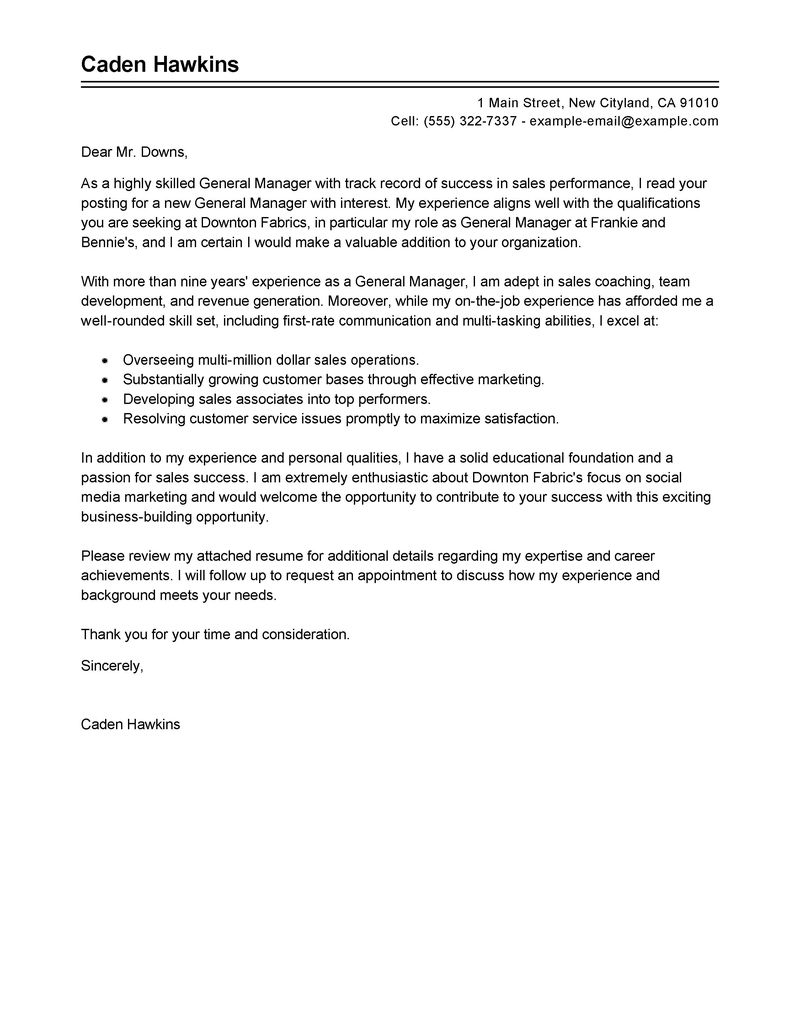 Caden Hawkins
1 Main Street, New Cityland, CA 91010
Cell: (555) 322-7337 - example-email@example.com
Dear Mr. Downs,
As a highly skilled General Manager with track record of success in sales performance, I read your
posting for a new General Manager with interest. My experience aligns well with the qualifications
you are seeking at Downton Fabrics, in particular my role as General Manager at Frankie and
Bennie's, and I am certain I would make a valuable addition to your organization.
With more than nine years' experience as a General Manager, I am adept in sales coaching, team
development, and revenue generation. Moreover, while my on-the-job experience has afforded me a
well-rounded skill set, including first-rate communication and multi-tasking abilities, I excel at:
• Overseeing multi-million dollar sales operations.
• Substantially growing customer bases through effective marketing.
• Developing sales associates into top performers.
• Resolving customer service issues promptly to maximize satisfaction.
In addition to my experience and personal qualities, I have a solid educational foundation and a
passion for sales success. I am extremely enthusiastic about Downton Fabric's focus on social
media marketing and would welcome the opportunity to contribute to your success with this exciting
business-building opportunity.
Please review my attached resume for additional details regarding my expertise and career
achievements. I will follow up to request an appointment to discuss how my experience and
background meets your needs.
Thank you for your time and consideration.
Sincerely,
Caden Hawkins